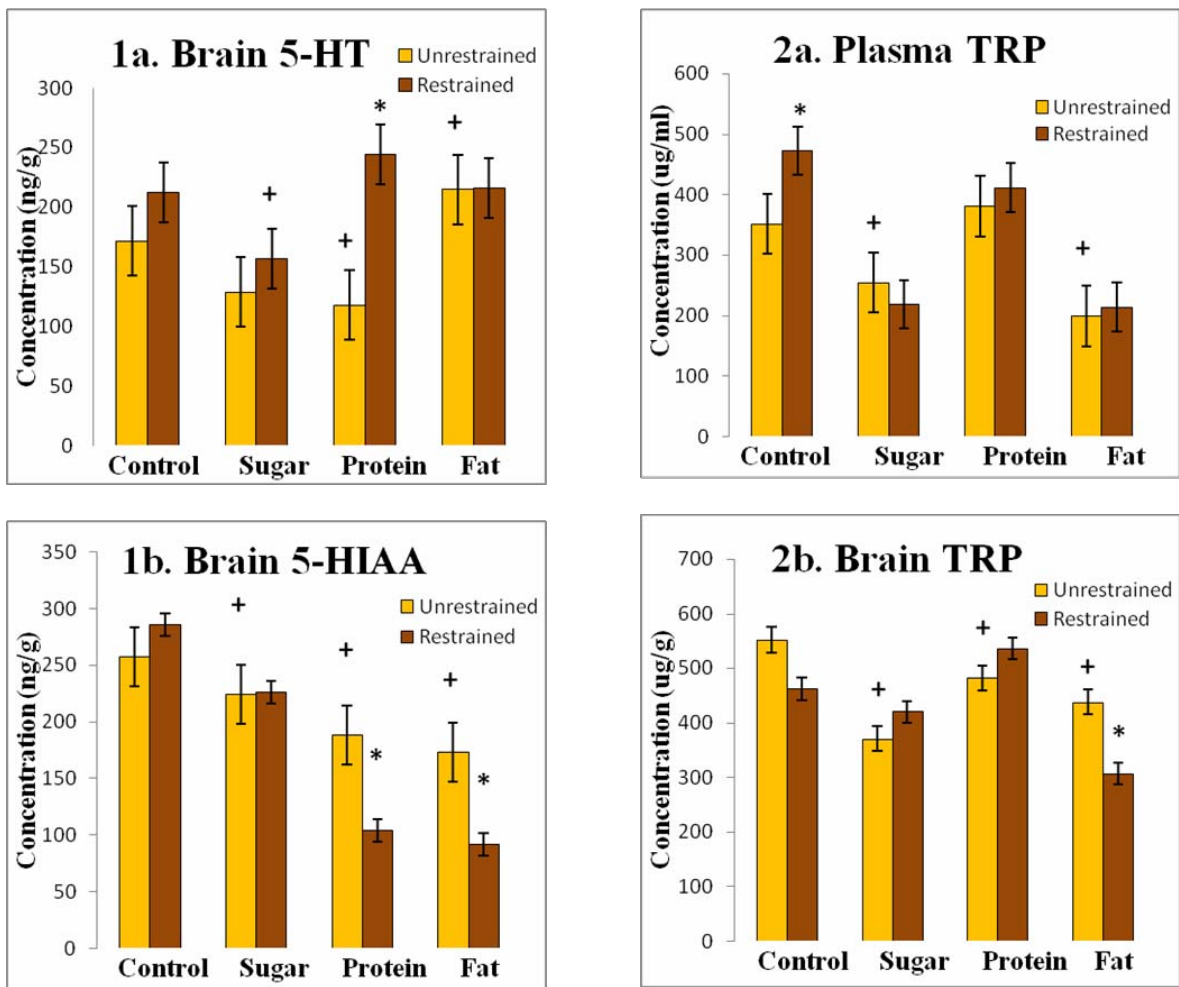 1a. Brain 5-HT
Unrestrained
Restrained
Concentration (ng/g)
300
250
200
150
100
50
0
*
+
+
+
Control Sugar Protein Fat
2a. Plasma TRP
Unrestrained
Restrained
Concentration (ug/ml)
600
500
400
300
200
100
0
*
+
+
Control Sugar Protein Fat
1b. Brain 5-HIAA
Unrestrained
Restrained
Concentration (ng/g)
350
300
250
200
150
100
50
0
+
+
+
*
*
Control Sugar Protein Fat
2b. Brain TRP
Unrestrained
Restrained
Concentration (ug/g)
700
600
500
400
300
200
100
0
+
+
+
*
Control Sugar Protein Fat